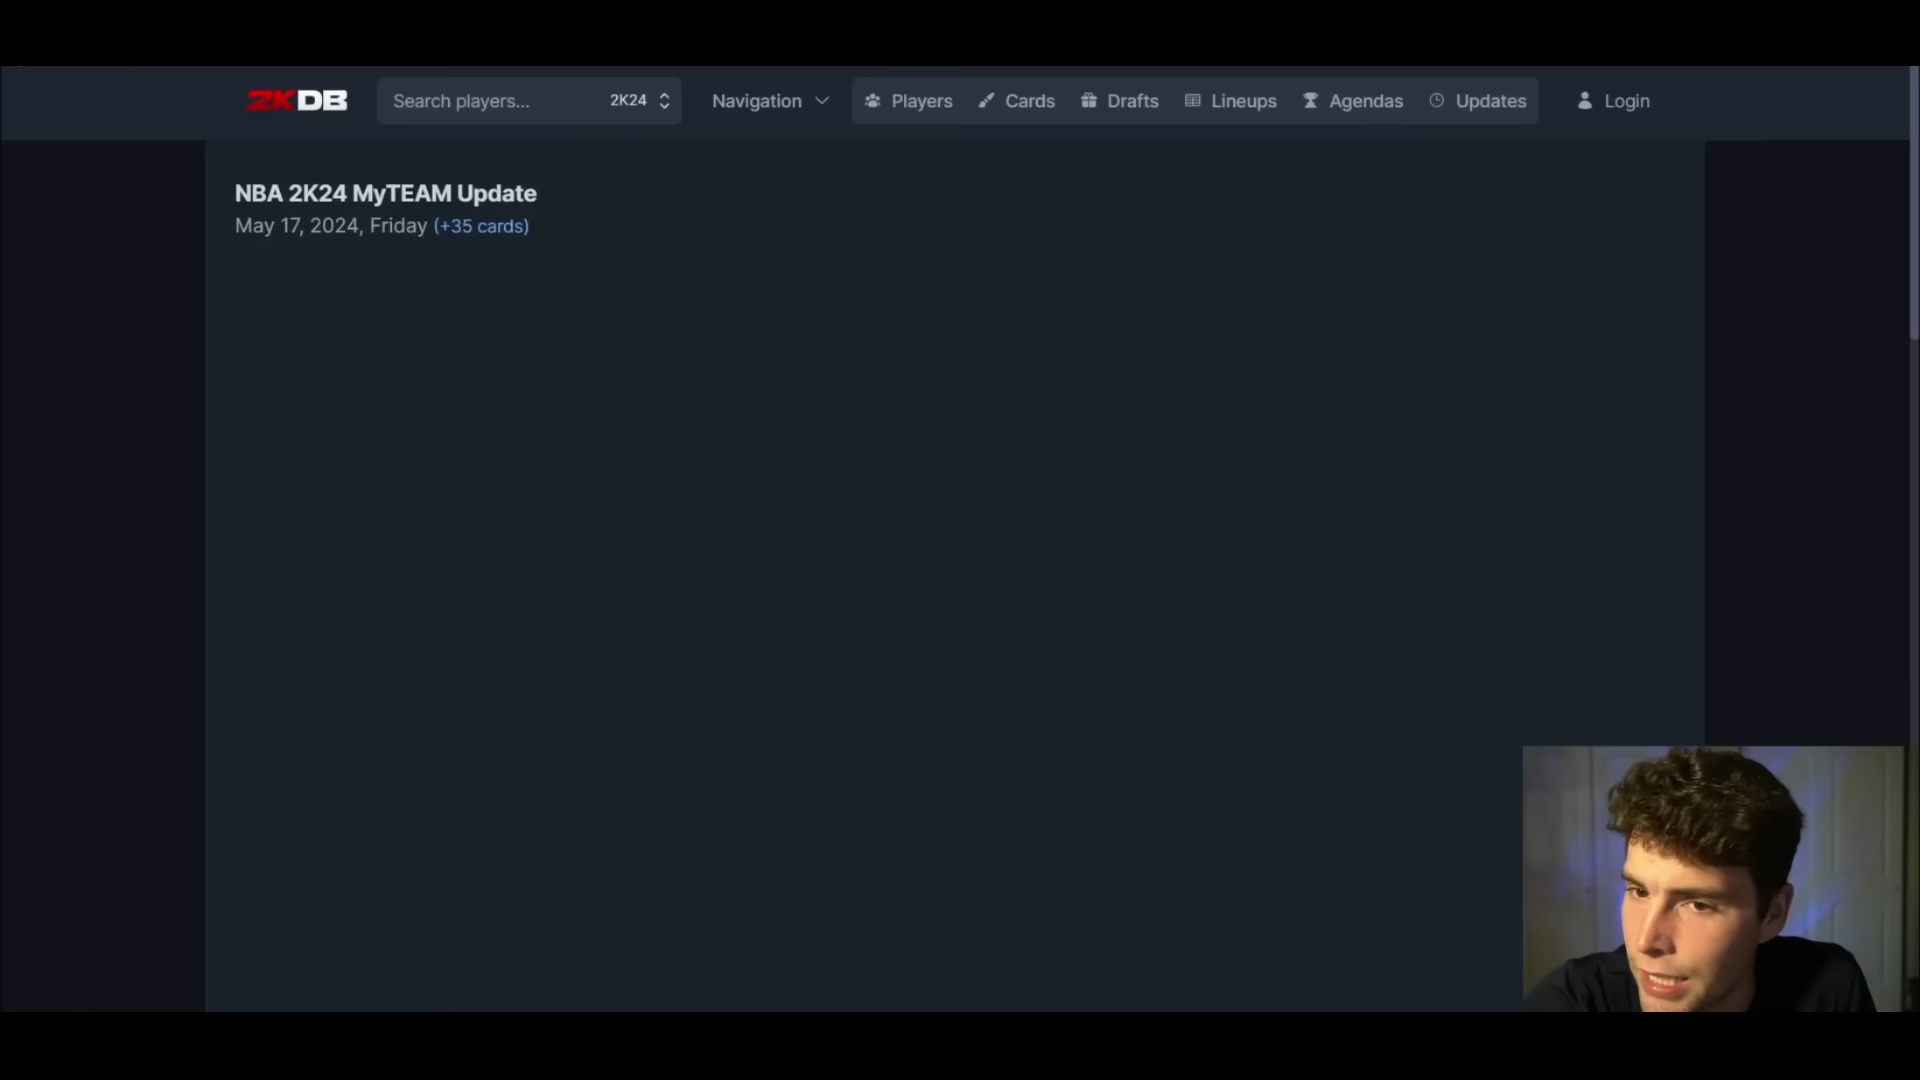 2KDB Search players... 2K24 Navigation Players Cards Drafts Lineups Agendas Updates Login
NBA 2K24 MyTEAM Update
May 17, 2024, Friday (+35 cards)